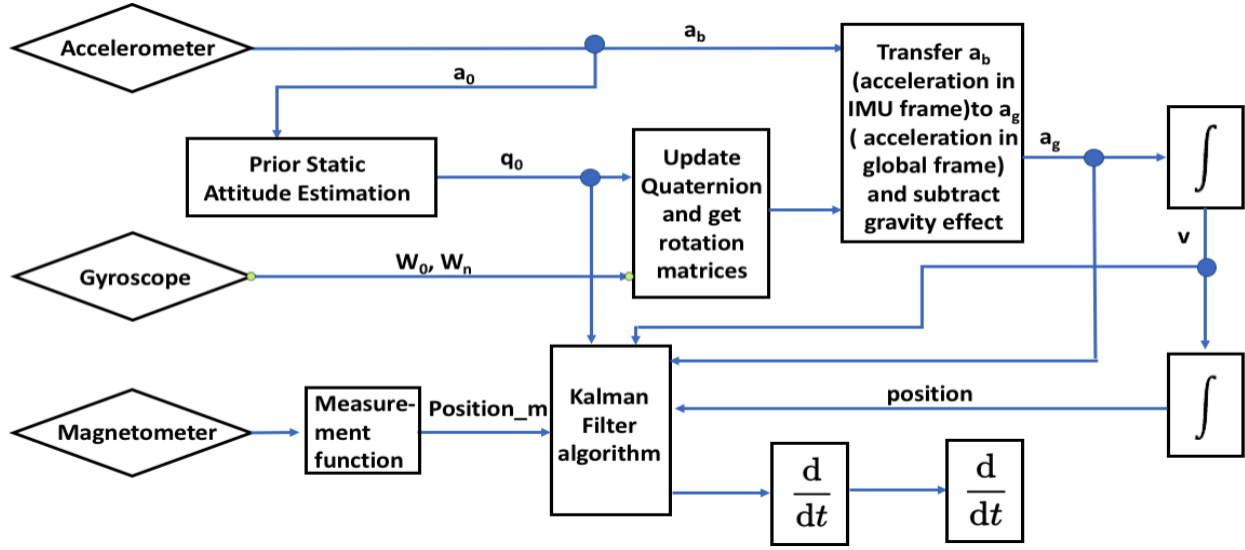 Accelerometer
a_b
a_0
Transfer a_b
(acceleration in
IMU frame)to a_g
( acceleration in
global frame)
and subtract
gravity effect
a_g
∫
Prior Static
Attitude Estimation
q_0
Update
Quaternion
and get
rotation
matrices
v
Gyroscope
W_0, W_n
Magnetometer
Measure-
ment
function
Position_m
Kalman
Filter
algorithm
position
∫
d
dt
d
dt